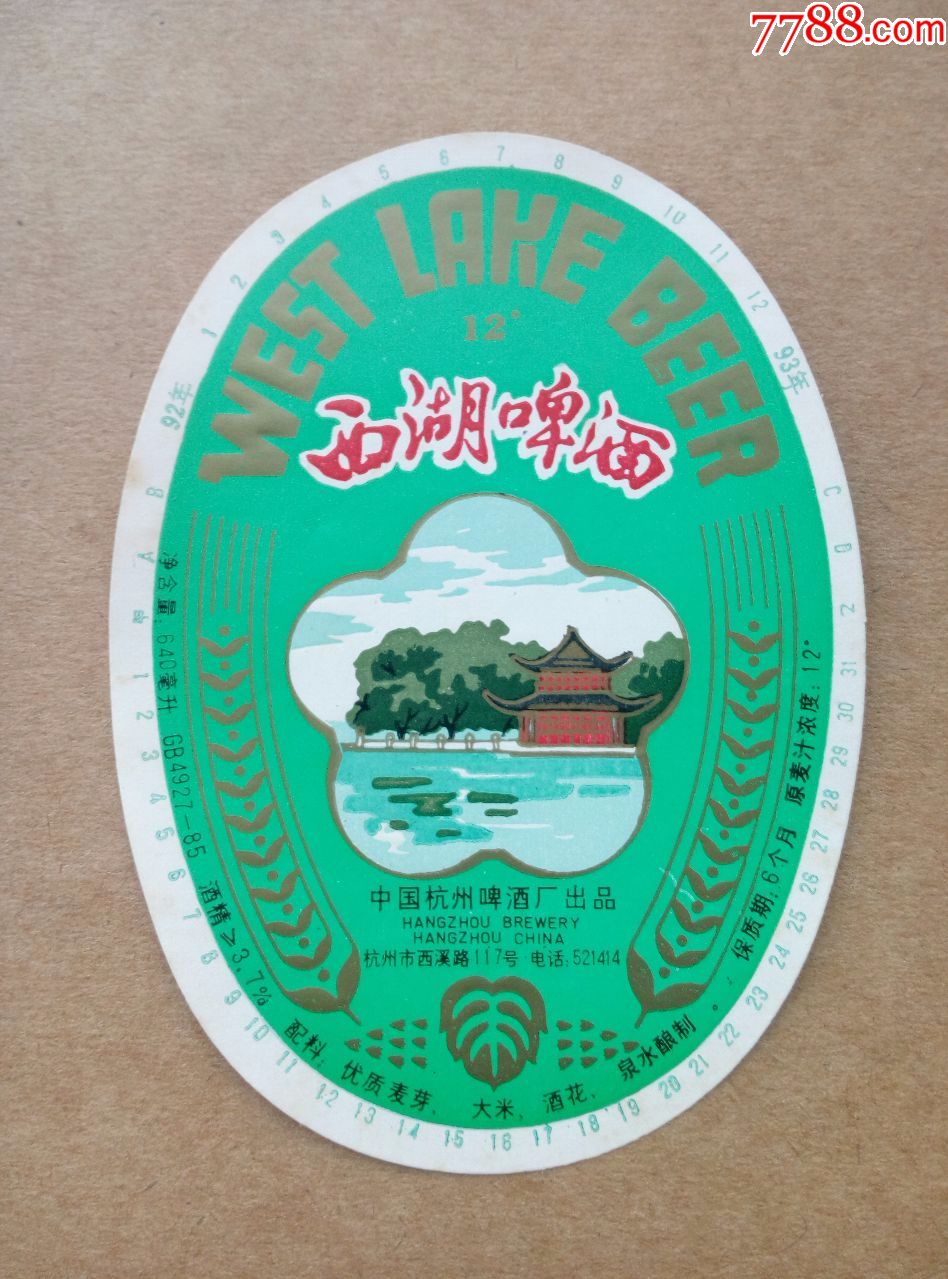 7788.com
WEST LAKE BEER
12°
西湖啤酒
中国杭州啤酒厂出品
HANGZHOU BREWERY
HANGZHOU CHINA
杭州市西溪路117号 电话:521414
净含量:640毫升 GB4927-85 酒精≥3.7%
配料:优质麦芽、大米、酒花、泉水酿制。
保质期:6个月 原麦汁浓度:12°
92年 1 2 3 4 5 6 7 8 9 10 11 12 93年
B A
1 2 3 4 5 6 7 8 9 10 11 12 13 14 15 16 17 18 19 20 21 22 23 24 25 26 27 28 29 30 31
Z D C